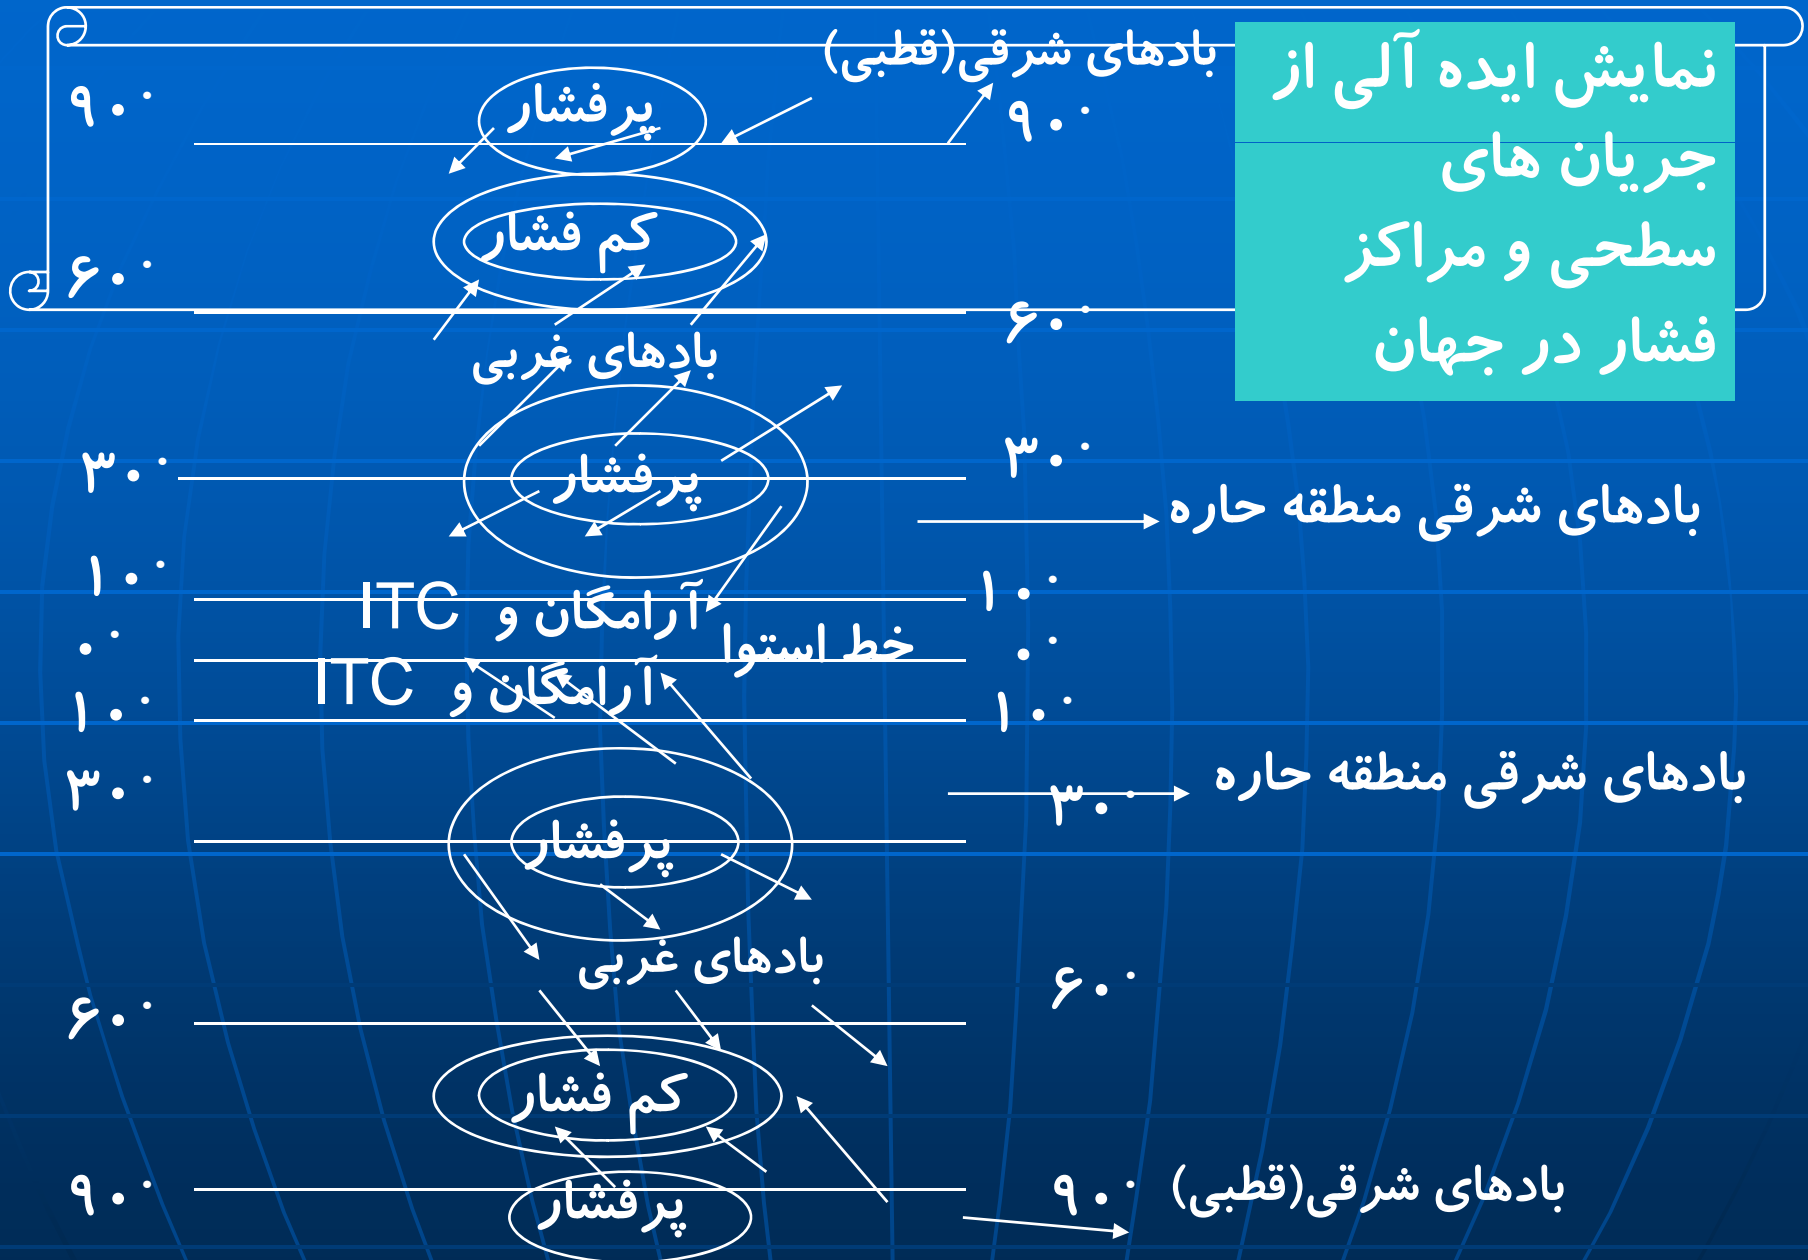 نمایش ایده آلی از
جریان های
سطحی و مراکز
فشار در جهان
بادهای شرقی(قطبی)
۹۰° پرفشار ۹۰°
کم فشار
۶۰° ۶۰°
بادهای غربی
۳۰° پرفشار ۳۰°
بادهای شرقی منطقه حاره
۱۰° آرامگان و ITC ۱۰°
۰° خط استوا ۰°
آرامگان و ITC
۱۰° ۱۰°
۳۰° ۳۰° بادهای شرقی منطقه حاره
پرفشار
بادهای غربی
۶۰° ۶۰°
کم فشار
۹۰° پرفشار ۹۰° بادهای شرقی(قطبی)